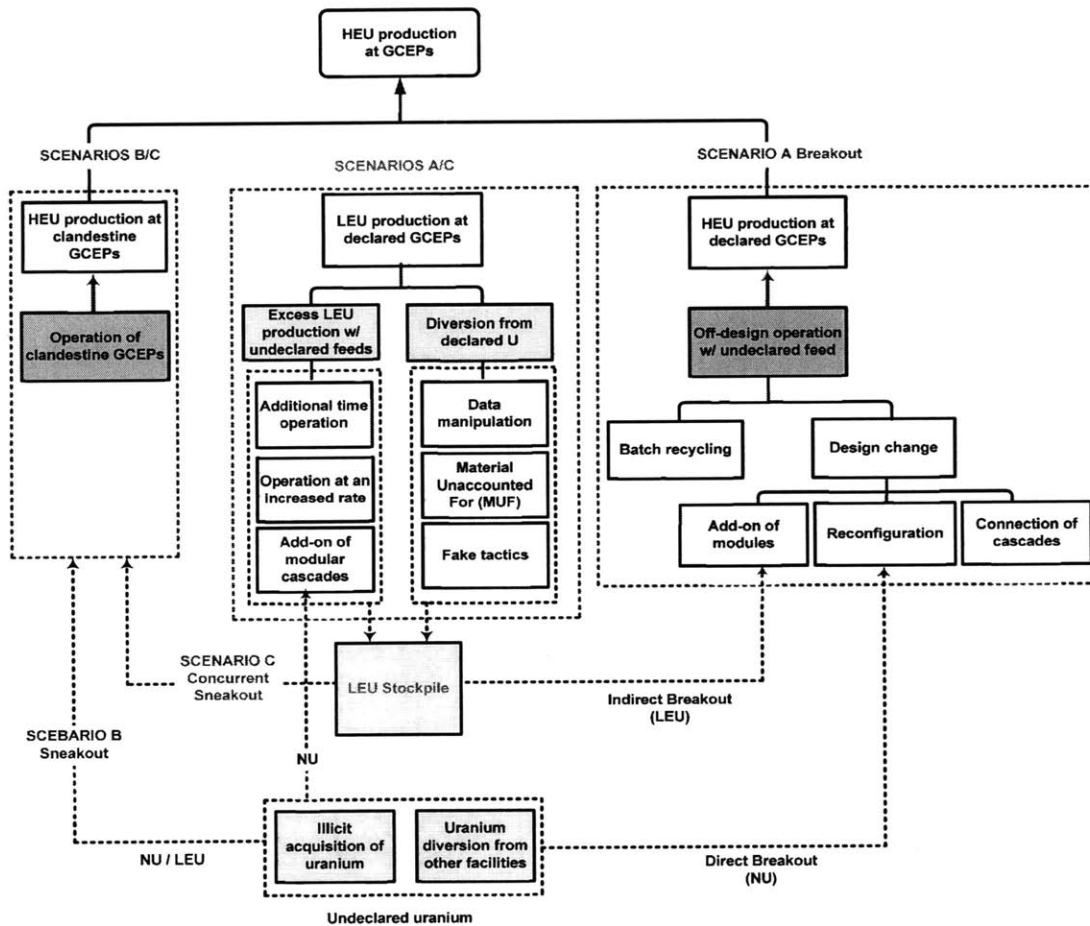 HEU production
at GCEPs
SCENARIOS B/C
SCENARIOS A/C
SCENARIO A Breakout
HEU production at
clandestine
GCEPs
Operation of
clandestine GCEPs
LEU production at
declared GCEPs
Excess LEU
production w/
undeclared feeds
Additional time
operation
Operation at an
increased rate
Add-on of
modular
cascades
Diversion from
declared U
Data
manipulation
Material
Unaccounted
For (MUF)
Fake tactics
HEU production at
declared GCEPs
Off-design operation
w/ undeclared feed
Batch recycling
Design change
Add-on of
modules
Reconfiguration
Connection of
cascades
SCENARIO C
Concurrent
Sneakout
LEU Stockpile
Indirect Breakout
(LEU)
SCEBARIO B
Sneakout
NU
NU / LEU
Illicit
acquisition of
uranium
Uranium
diversion from
other facilities
Direct Breakout
(NU)
Undeclared uranium